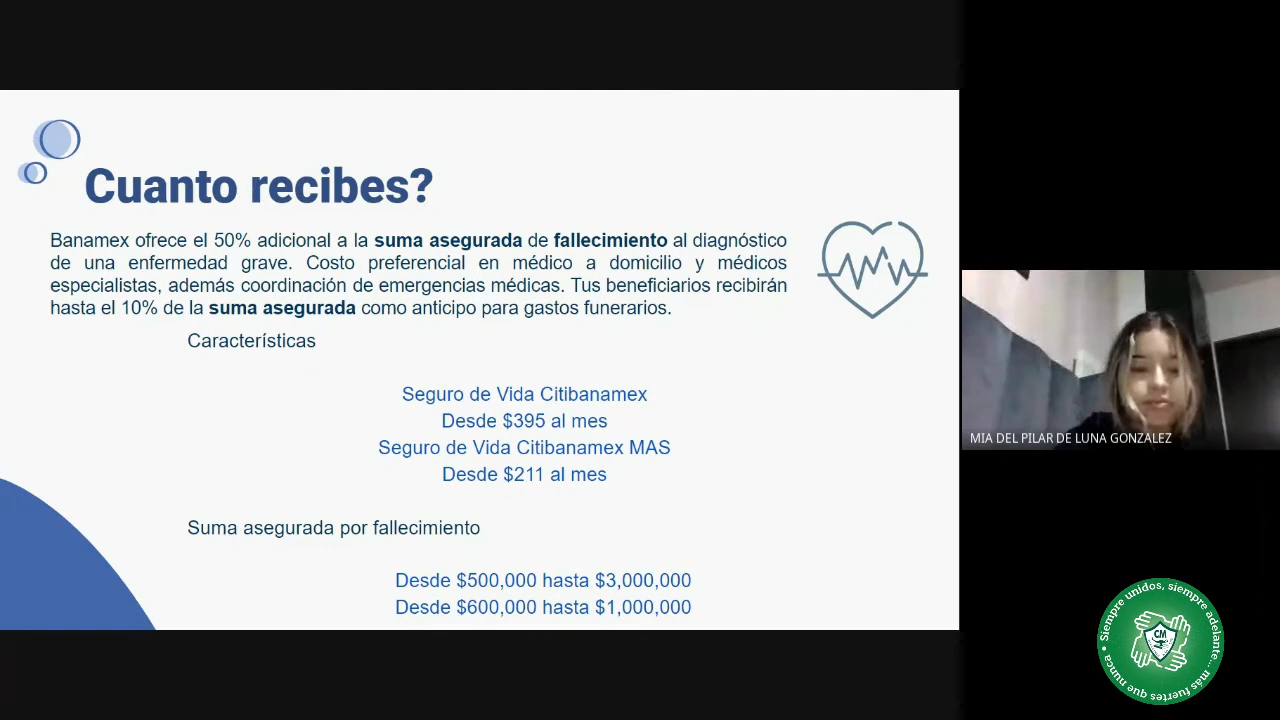 Cuanto recibes?
Banamex ofrece el 50% adicional a la suma asegurada de fallecimiento al diagnóstico
de una enfermedad grave. Costo preferencial en médico a domicilio y médicos
especialistas, además coordinación de emergencias médicas. Tus beneficiarios recibirán
hasta el 10% de la suma asegurada como anticipo para gastos funerarios.
Características
Seguro de Vida Citibanamex
Desde $395 al mes
Seguro de Vida Citibanamex MAS
Desde $211 al mes
Suma asegurada por fallecimiento
Desde $500,000 hasta $3,000,000
Desde $600,000 hasta $1,000,000
MIA DEL PILAR DE LUNA GONZALEZ
Siempre unidos, siempre adelante... más fuertes que nunca •
CM